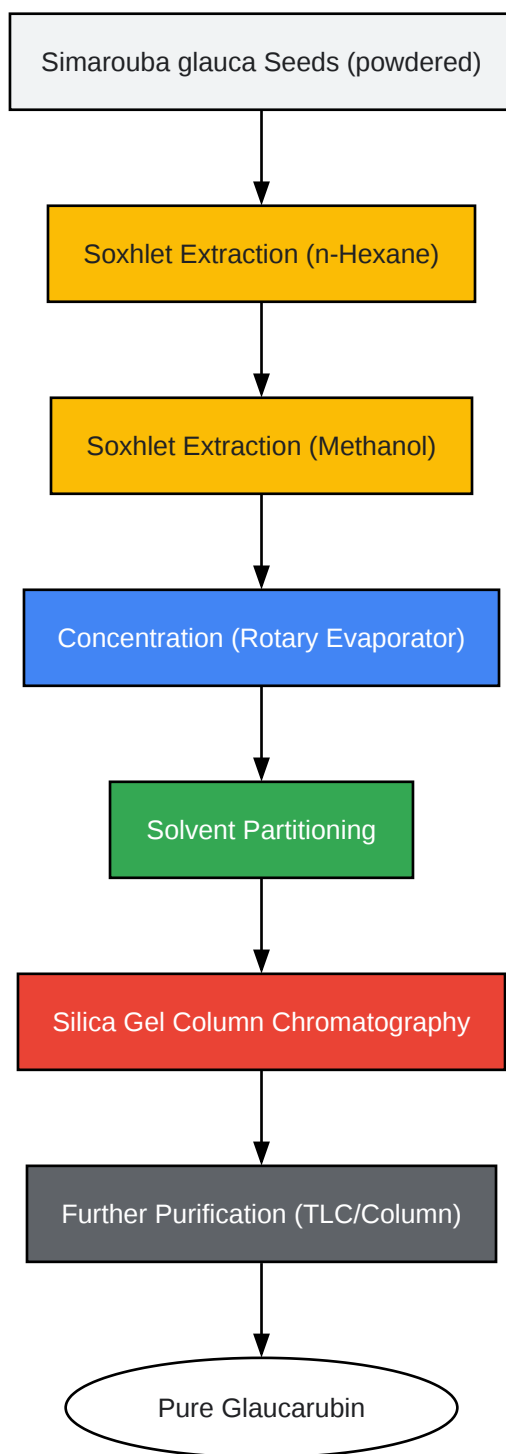 Simarouba glauca Seeds (powdered)
Soxhlet Extraction (n-Hexane)
Soxhlet Extraction (Methanol)
Concentration (Rotary Evaporator)
Solvent Partitioning
Silica Gel Column Chromatography
Further Purification (TLC/Column)
Pure Glaucarubin